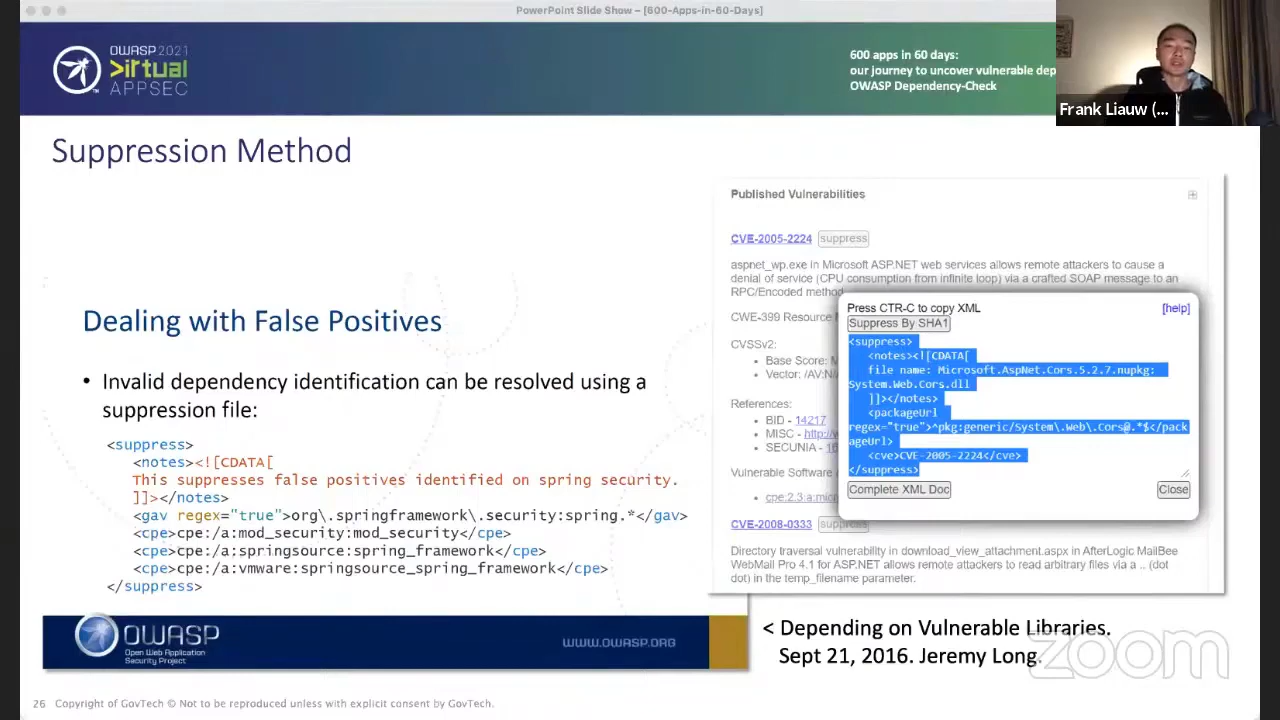 PowerPoint Slide Show – [600-Apps-in-60-Days]
OWASP 2021
>irtual
APPSEC
600 apps in 60 days:
our journey to uncover vulnerable dep
OWASP Dependency-Check
Frank Liauw (...
Suppression Method
Dealing with False Positives
• Invalid dependency identification can be resolved using a
suppression file:
<suppress>
<notes><![CDATA[
This suppresses false positives identified on spring security.
]]></notes>
<gav regex="true">org\.springframework\.security:spring.*</gav>
<cpe>cpe:/a:mod_security:mod_security</cpe>
<cpe>cpe:/a:springsource:spring_framework</cpe>
<cpe>cpe:/a:vmware:springsource_spring_framework</cpe>
</suppress>
OWASP
Open Web Application
Security Project
WWW.OWASP.ORG
Published Vulnerabilities
CVE-2005-2224 suppress
aspnet_wp.exe in Microsoft ASP.NET web services allows remote attackers to cause a
denial of service (CPU consumption from infinite loop) via a crafted SOAP message to an
RPC/Encoded method
CWE-399 Resource
CVSSv2:
• Base Score: M
• Vector: /AV:N/
References:
• BID - 14217
• MISC - http://w
• SECUNIA - 16
Vulnerable Software
• cpe:2.3:a:micr
CVE-2008-0333 suppress
Directory traversal vulnerability in download_view_attachment.aspx in AfterLogic MailBee
WebMail Pro 4.1 for ASP.NET allows remote attackers to read arbitrary files via a .. (dot
dot) in the temp_filename parameter.
Press CTR-C to copy XML [help]
Suppress By SHA1
<suppress>
<notes><![CDATA[
file name: Microsoft.AspNet.Cors.5.2.7.nupkg:
System.Web.Cors.dll
]]></notes>
<packageUrl
regex="true">^pkg:generic/System\.Web\.Cors@.*$</pack
ageUrl>
<cve>CVE-2005-2224</cve>
</suppress>
Complete XML Doc Close
< Depending on Vulnerable Libraries.
Sept 21, 2016. Jeremy Long.
zoom
26 Copyright of GovTech © Not to be reproduced unless with explicit consent by GovTech.